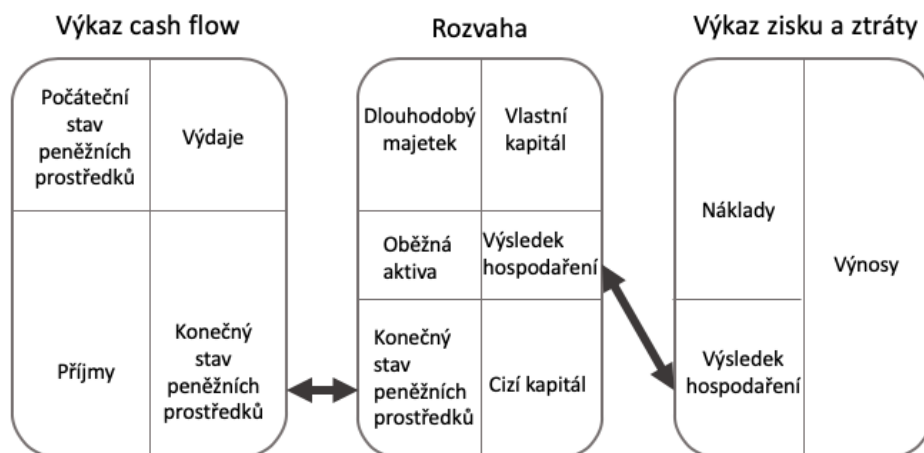 Výkaz cash flow
Rozvaha
Výkaz zisku a ztráty
Počáteční
stav
peněžních
prostředků
Výdaje
Příjmy
Konečný
stav
peněžních
prostředků
Dlouhodobý
majetek
Vlastní
kapitál
Oběžná
aktiva
Výsledek
hospodaření
Konečný
stav
peněžních
prostředků
Cizí kapitál
Náklady
Výnosy
Výsledek
hospodaření